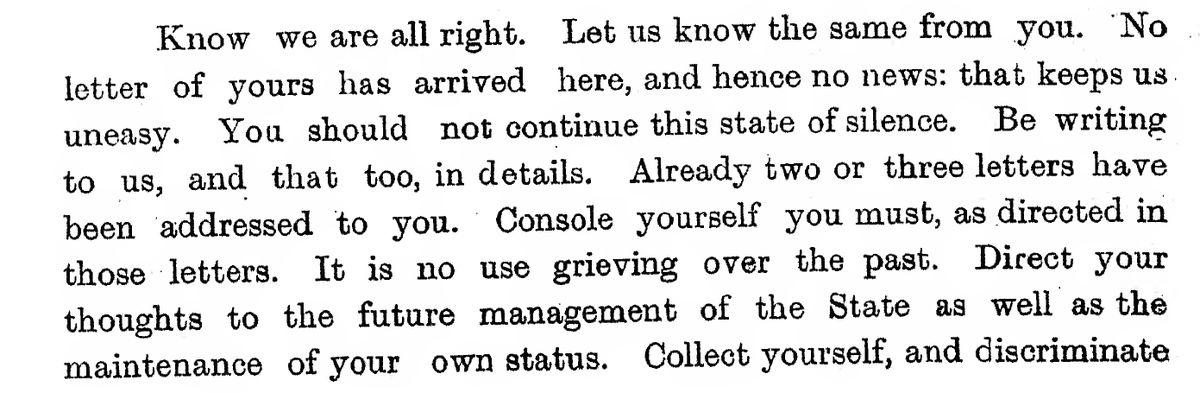 Know we are all right. Let us know the same from you. No
letter of yours has arrived here, and hence no news: that keeps us
uneasy. You should not continue this state of silence. Be writing
to us, and that too, in details. Already two or three letters have
been addressed to you. Console yourself you must, as directed in
those letters. It is no use grieving over the past. Direct your
thoughts to the future management of the State as well as the
maintenance of your own status. Collect yourself, and discriminate